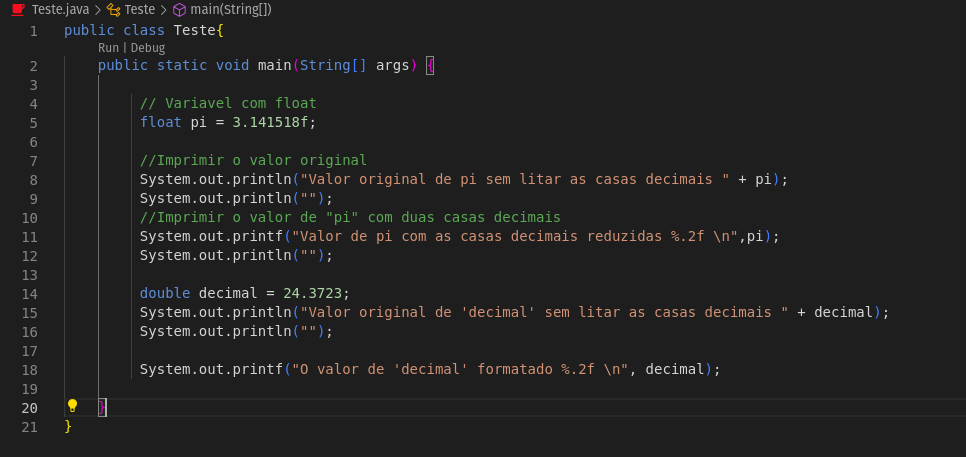 Teste.java > Teste > main(String[])
1 public class Teste{
Run | Debug
2 public static void main(String[] args) {
3
4 // Variavel com float
5 float pi = 3.141518f;
6
7 //Imprimir o valor original
8 System.out.println("Valor original de pi sem litar as casas decimais " + pi);
9 System.out.println("");
10 //Imprimir o valor de "pi" com duas casas decimais
11 System.out.printf("Valor de pi com as casas decimais reduzidas %.2f \n",pi);
12 System.out.println("");
13
14 double decimal = 24.3723;
15 System.out.println("Valor original de 'decimal' sem litar as casas decimais " + decimal);
16 System.out.println("");
17
18 System.out.printf("O valor de 'decimal' formatado %.2f \n", decimal);
19
20 }
21 }